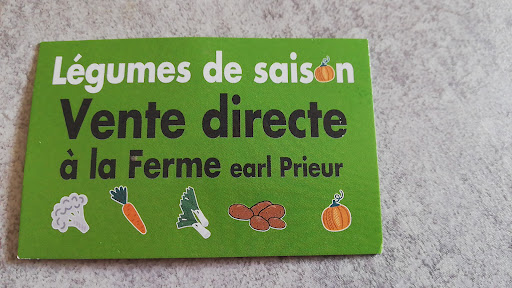 Légumes de saison
Vente directe
à la Ferme earl Prieur